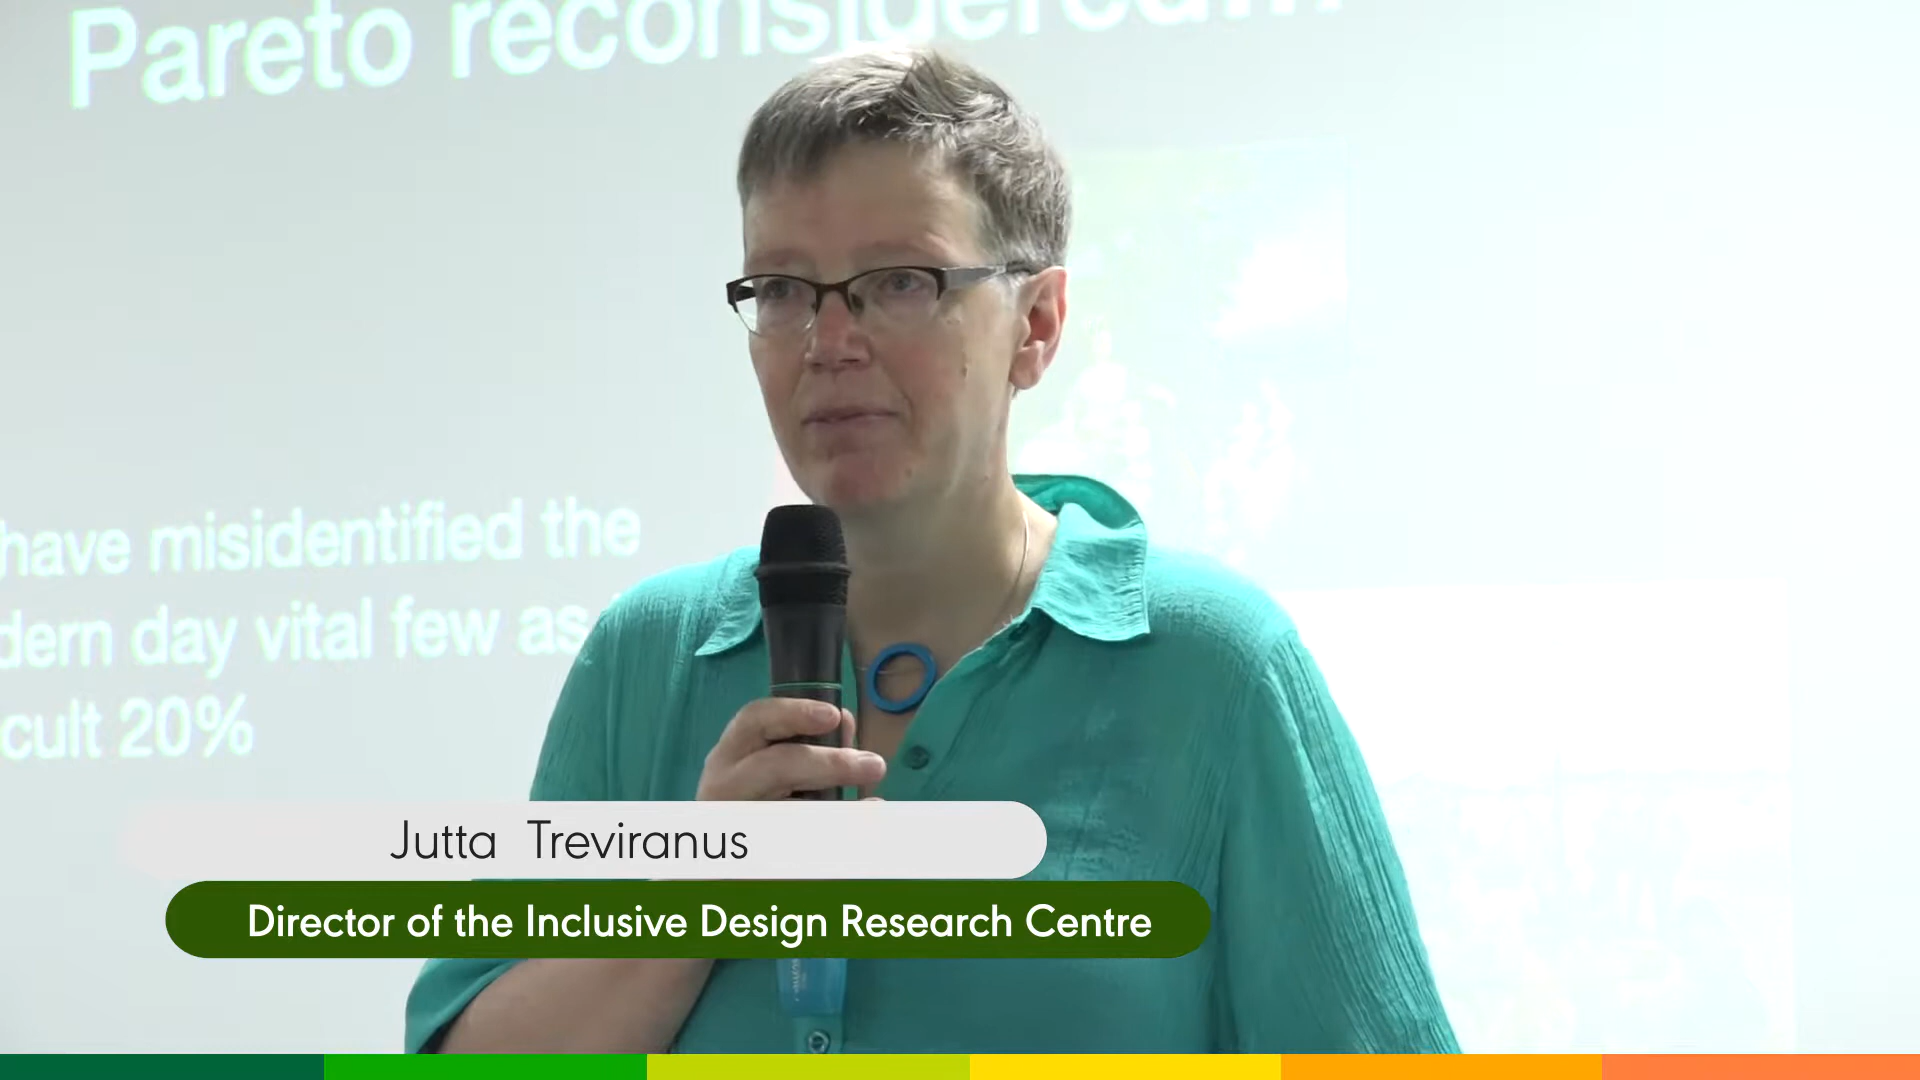 Pareto reconsidered...
have misidentified the
dern day vital few as
cult 20%
Jutta Treviranus
Director of the Inclusive Design Research Centre